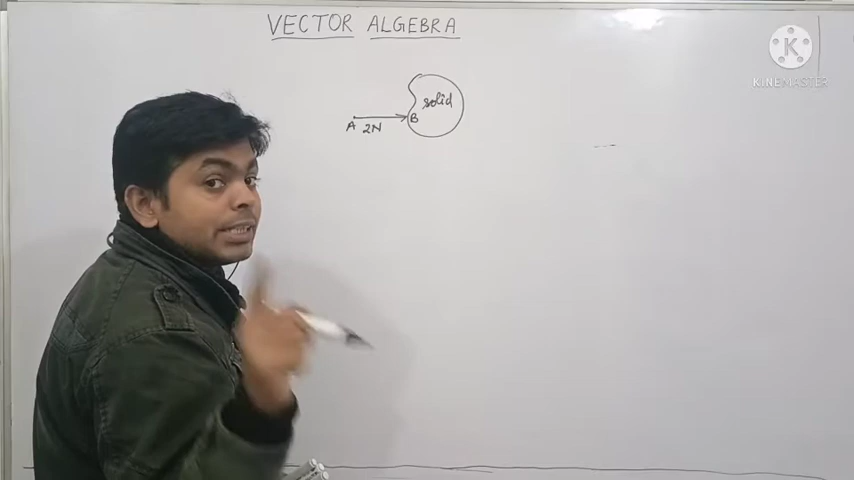 VECTOR ALGEBRA
solid
A 2N B
K
KINEMASTER